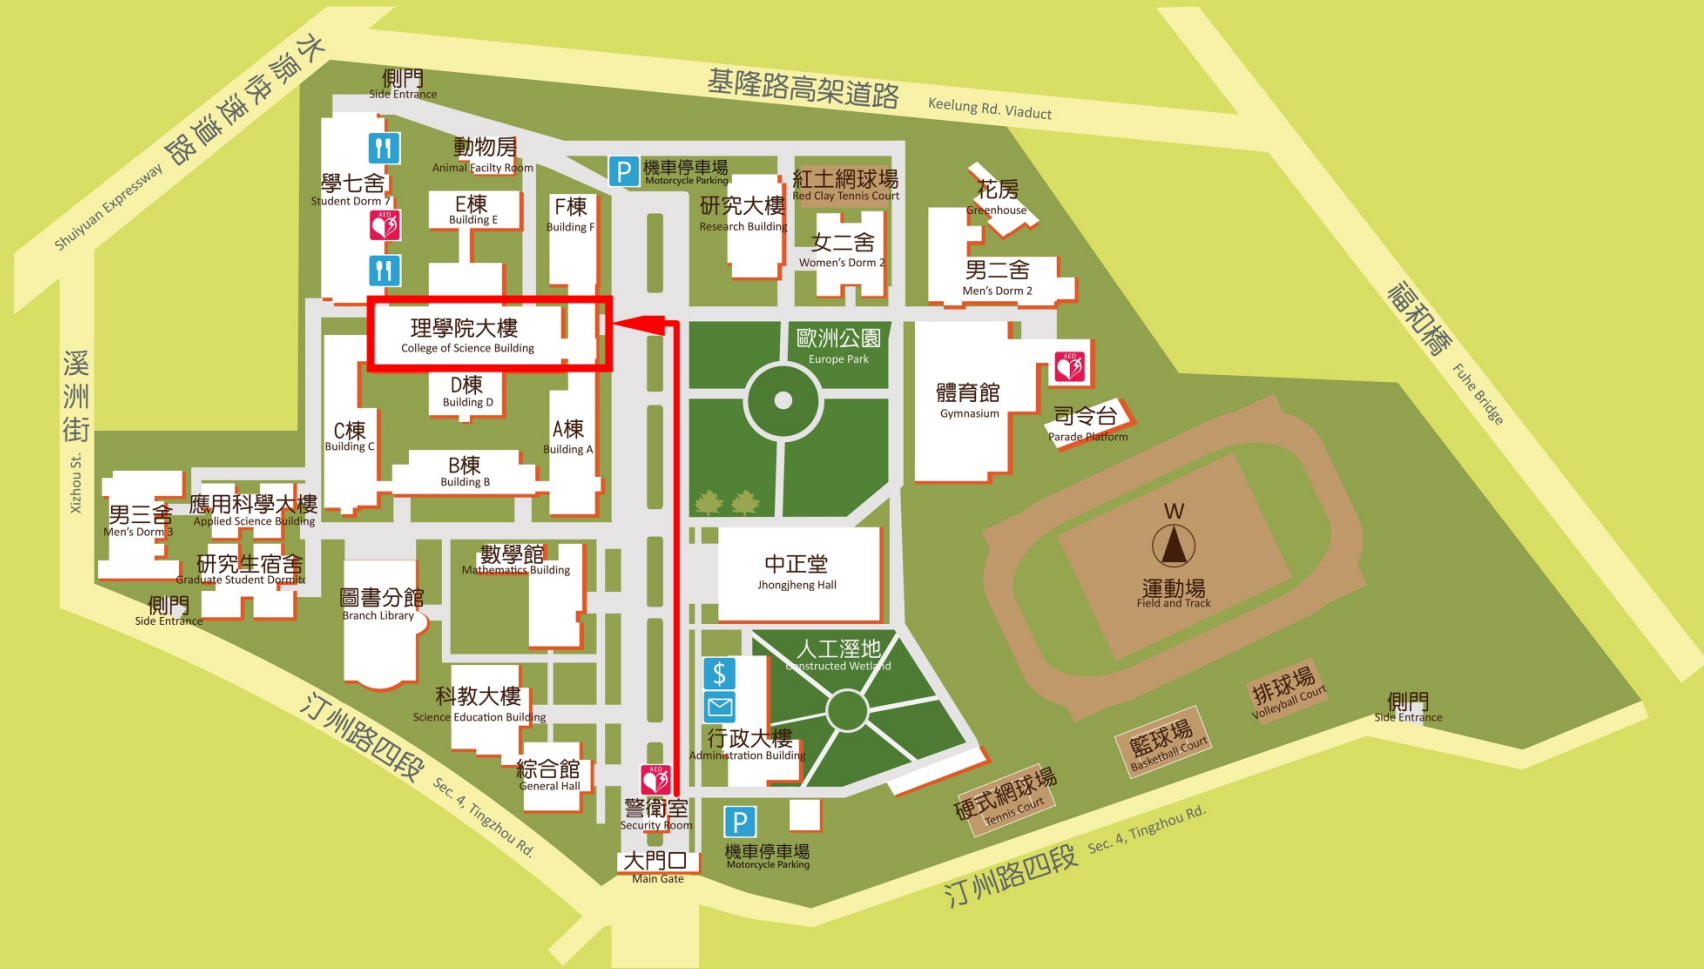 水源快速道路
Shuiyuan Expressway
側門
Side Entrance
基隆路高架道路
Keelung Rd. Viaduct
動物房
Animal Facilty Room
P
機車停車場
Motorcycle Parking
學七舍
Student Dorm 7
AED
E棟
Building E
F棟
Building F
研究大樓
Research Building
紅土網球場
Red Clay Tennis Court
女二舍
Women's Dorm 2
花房
Greenhouse
男二舍
Men's Dorm 2
福和橋
Fuhe Bridge
理學院大樓
College of Science Building
歐洲公園
Europe Park
體育館
Gymnasium
AED
司令台
Parade Platform
溪洲街
Xizhou St.
D棟
Building D
C棟
Building C
A棟
Building A
B棟
Building B
男三舍
Men's Dorm 3
應用科學大樓
Applied Science Building
研究生宿舍
Graduate Student Dormito
側門
Side Entrance
數學館
Mathematics Building
圖書分館
Branch Library
中正堂
Jhongjheng Hall
W
運動場
Field and Track
人工溼地
Constructed Wetland
$
科教大樓
Science Education Building
行政大樓
Administration Building
綜合館
General Hall
AED
警衛室
Security Room
P
機車停車場
Motorcycle Parking
大門口
Main Gate
汀州路四段
Sec. 4, Tingzhou Rd.
排球場
Volleyball Court
籃球場
Basketball Court
硬式網球場
Tennis Court
側門
Side Entrance
汀州路四段
Sec. 4, Tingzhou Rd.